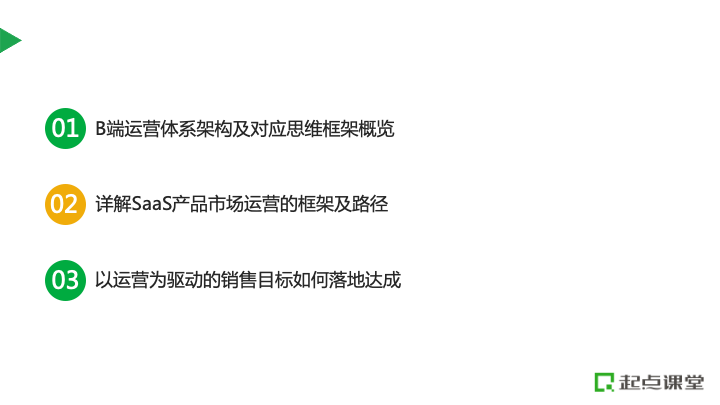 01 B端运营体系架构及对应思维框架概览
02 详解SaaS产品市场运营的框架及路径
03 以运营为驱动的销售目标如何落地达成
起点课堂